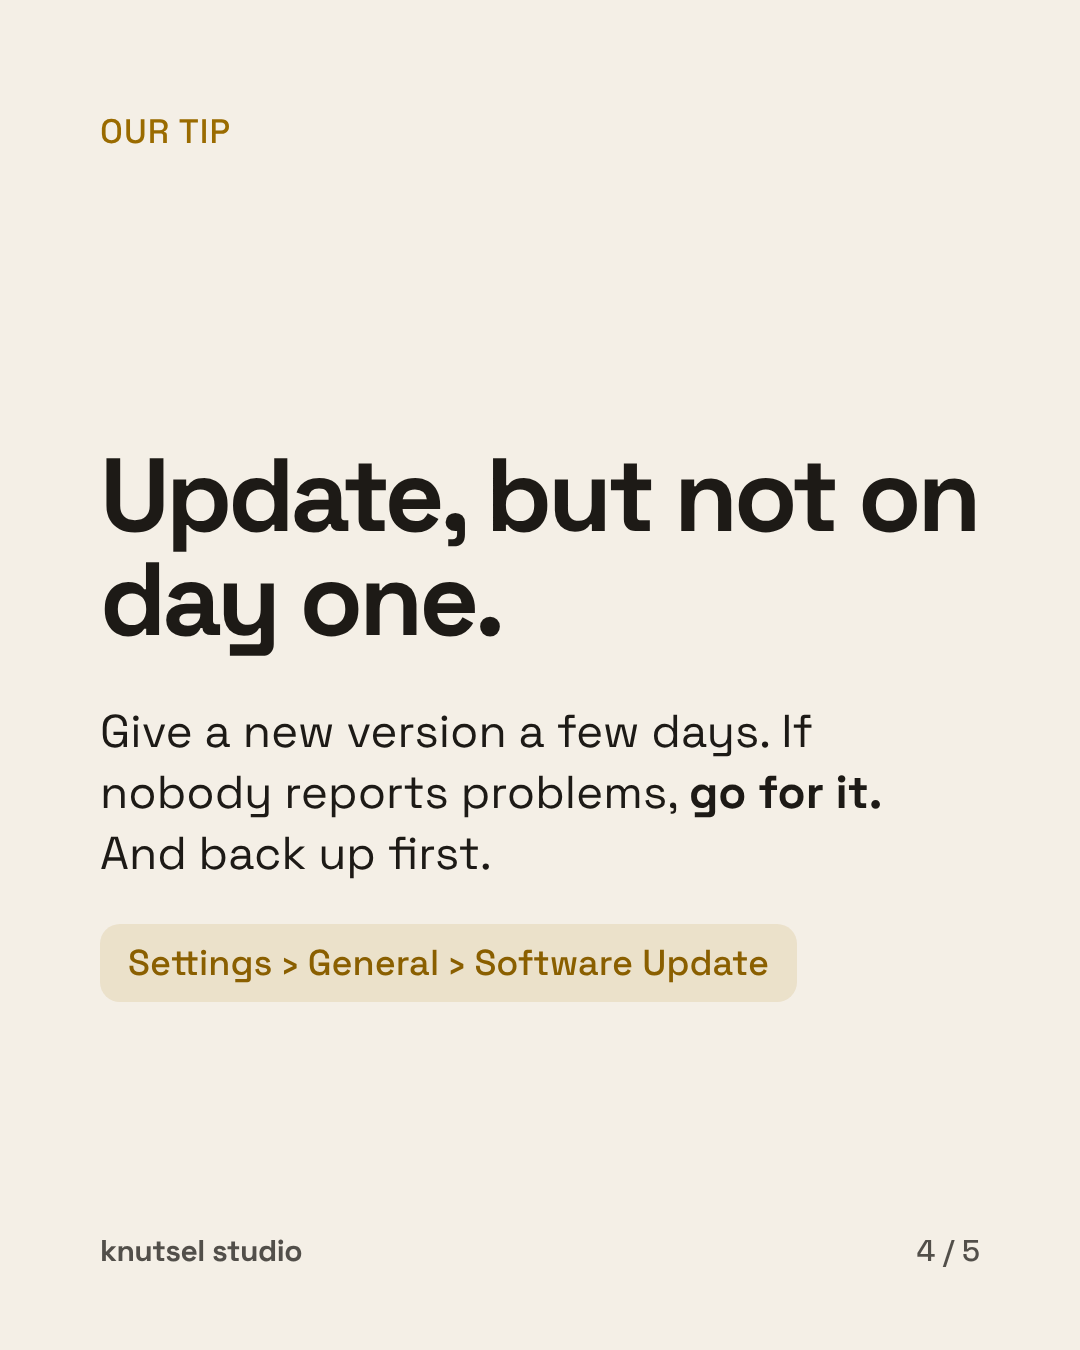 OUR TIP
Update, but not on
day one.
Give a new version a few days. If
nobody reports problems, go for it.
And back up first.
Settings > General > Software Update
knutsel studio
4 / 5